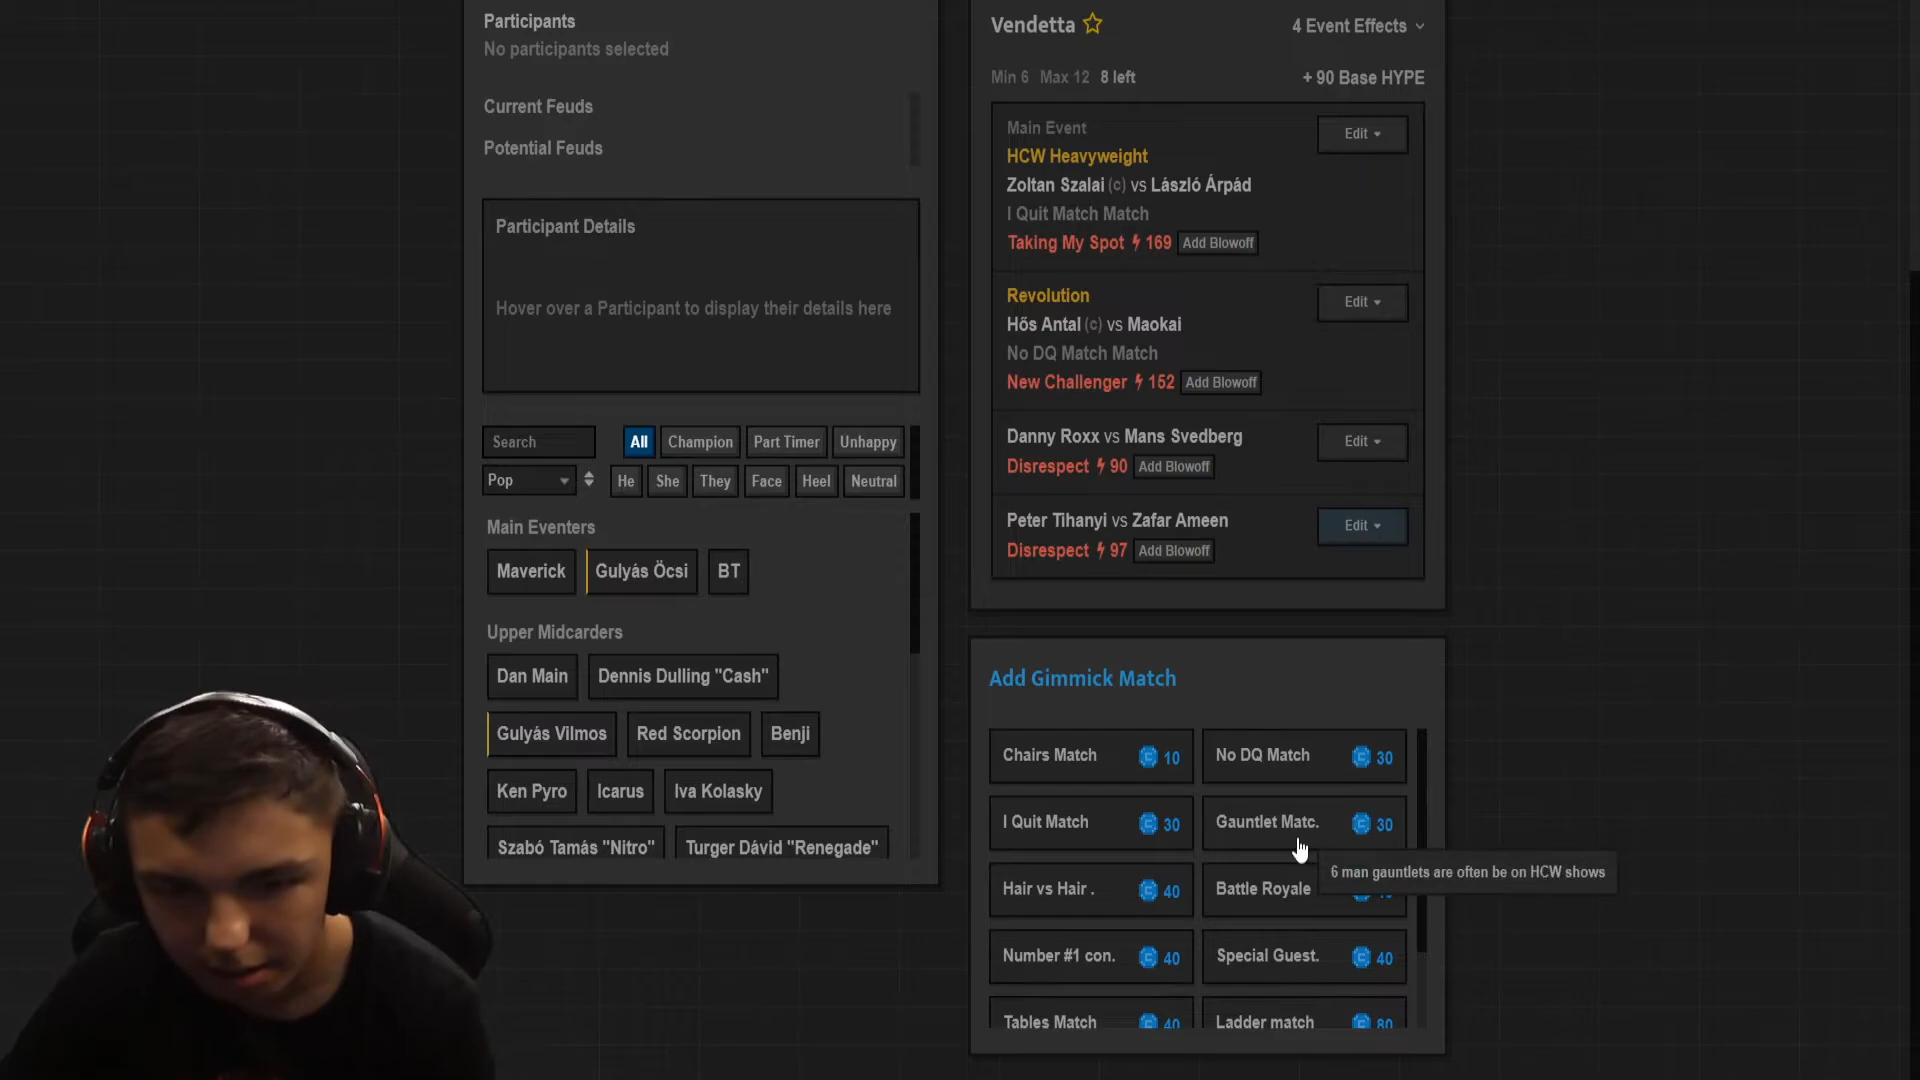 Participants
No participants selected
Current Feuds
Potential Feuds
Participant Details
Hover over a Participant to display their details here
Search
All
Champion
Part Timer
Unhappy
Pop
He
She
They
Face
Heel
Neutral
Main Eventers
Maverick
Gulyás Öcsi
BT
Upper Midcarders
Dan Main
Dennis Dulling "Cash"
Gulyás Vilmos
Red Scorpion
Benji
Ken Pyro
Icarus
Iva Kolasky
Szabó Tamás "Nitro"
Turger Dávid "Renegade"
Vendetta
4 Event Effects
Min 6 Max 12 8 left
+ 90 Base HYPE
Main Event
Edit
HCW Heavyweight
Zoltan Szalai (c) vs László Árpád
I Quit Match Match
Taking My Spot 169 Add Blowoff
Revolution
Edit
Hős Antal (c) vs Maokai
No DQ Match Match
New Challenger 152 Add Blowoff
Danny Roxx vs Mans Svedberg
Edit
Disrespect 90 Add Blowoff
Peter Tihanyi vs Zafar Ameen
Edit
Disrespect 97 Add Blowoff
Add Gimmick Match
Chairs Match 10
No DQ Match 30
I Quit Match 30
Gauntlet Matc. 30
6 man gauntlets are often be on HCW shows
Hair vs Hair . 40
Battle Royale
Number #1 con. 40
Special Guest. 40
Tables Match 40
Ladder match 80